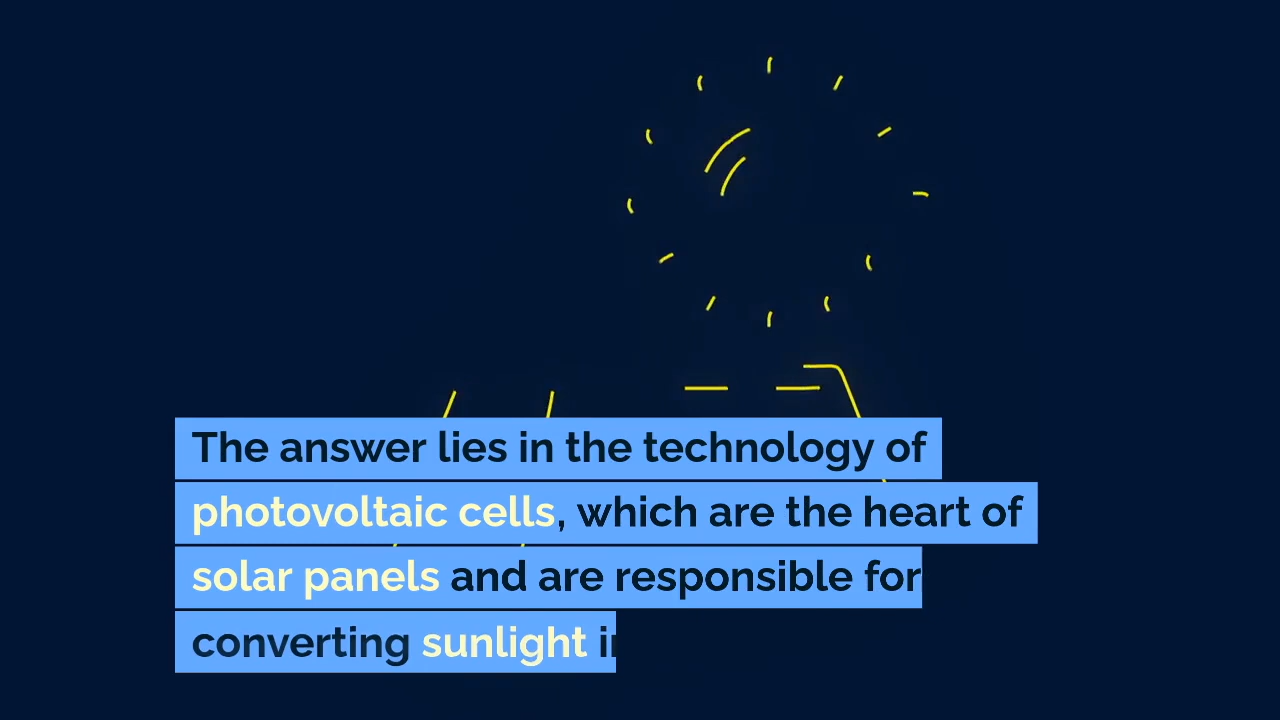 The answer lies in the technology of
photovoltaic cells, which are the heart of
solar panels and are responsible for
converting sunlight